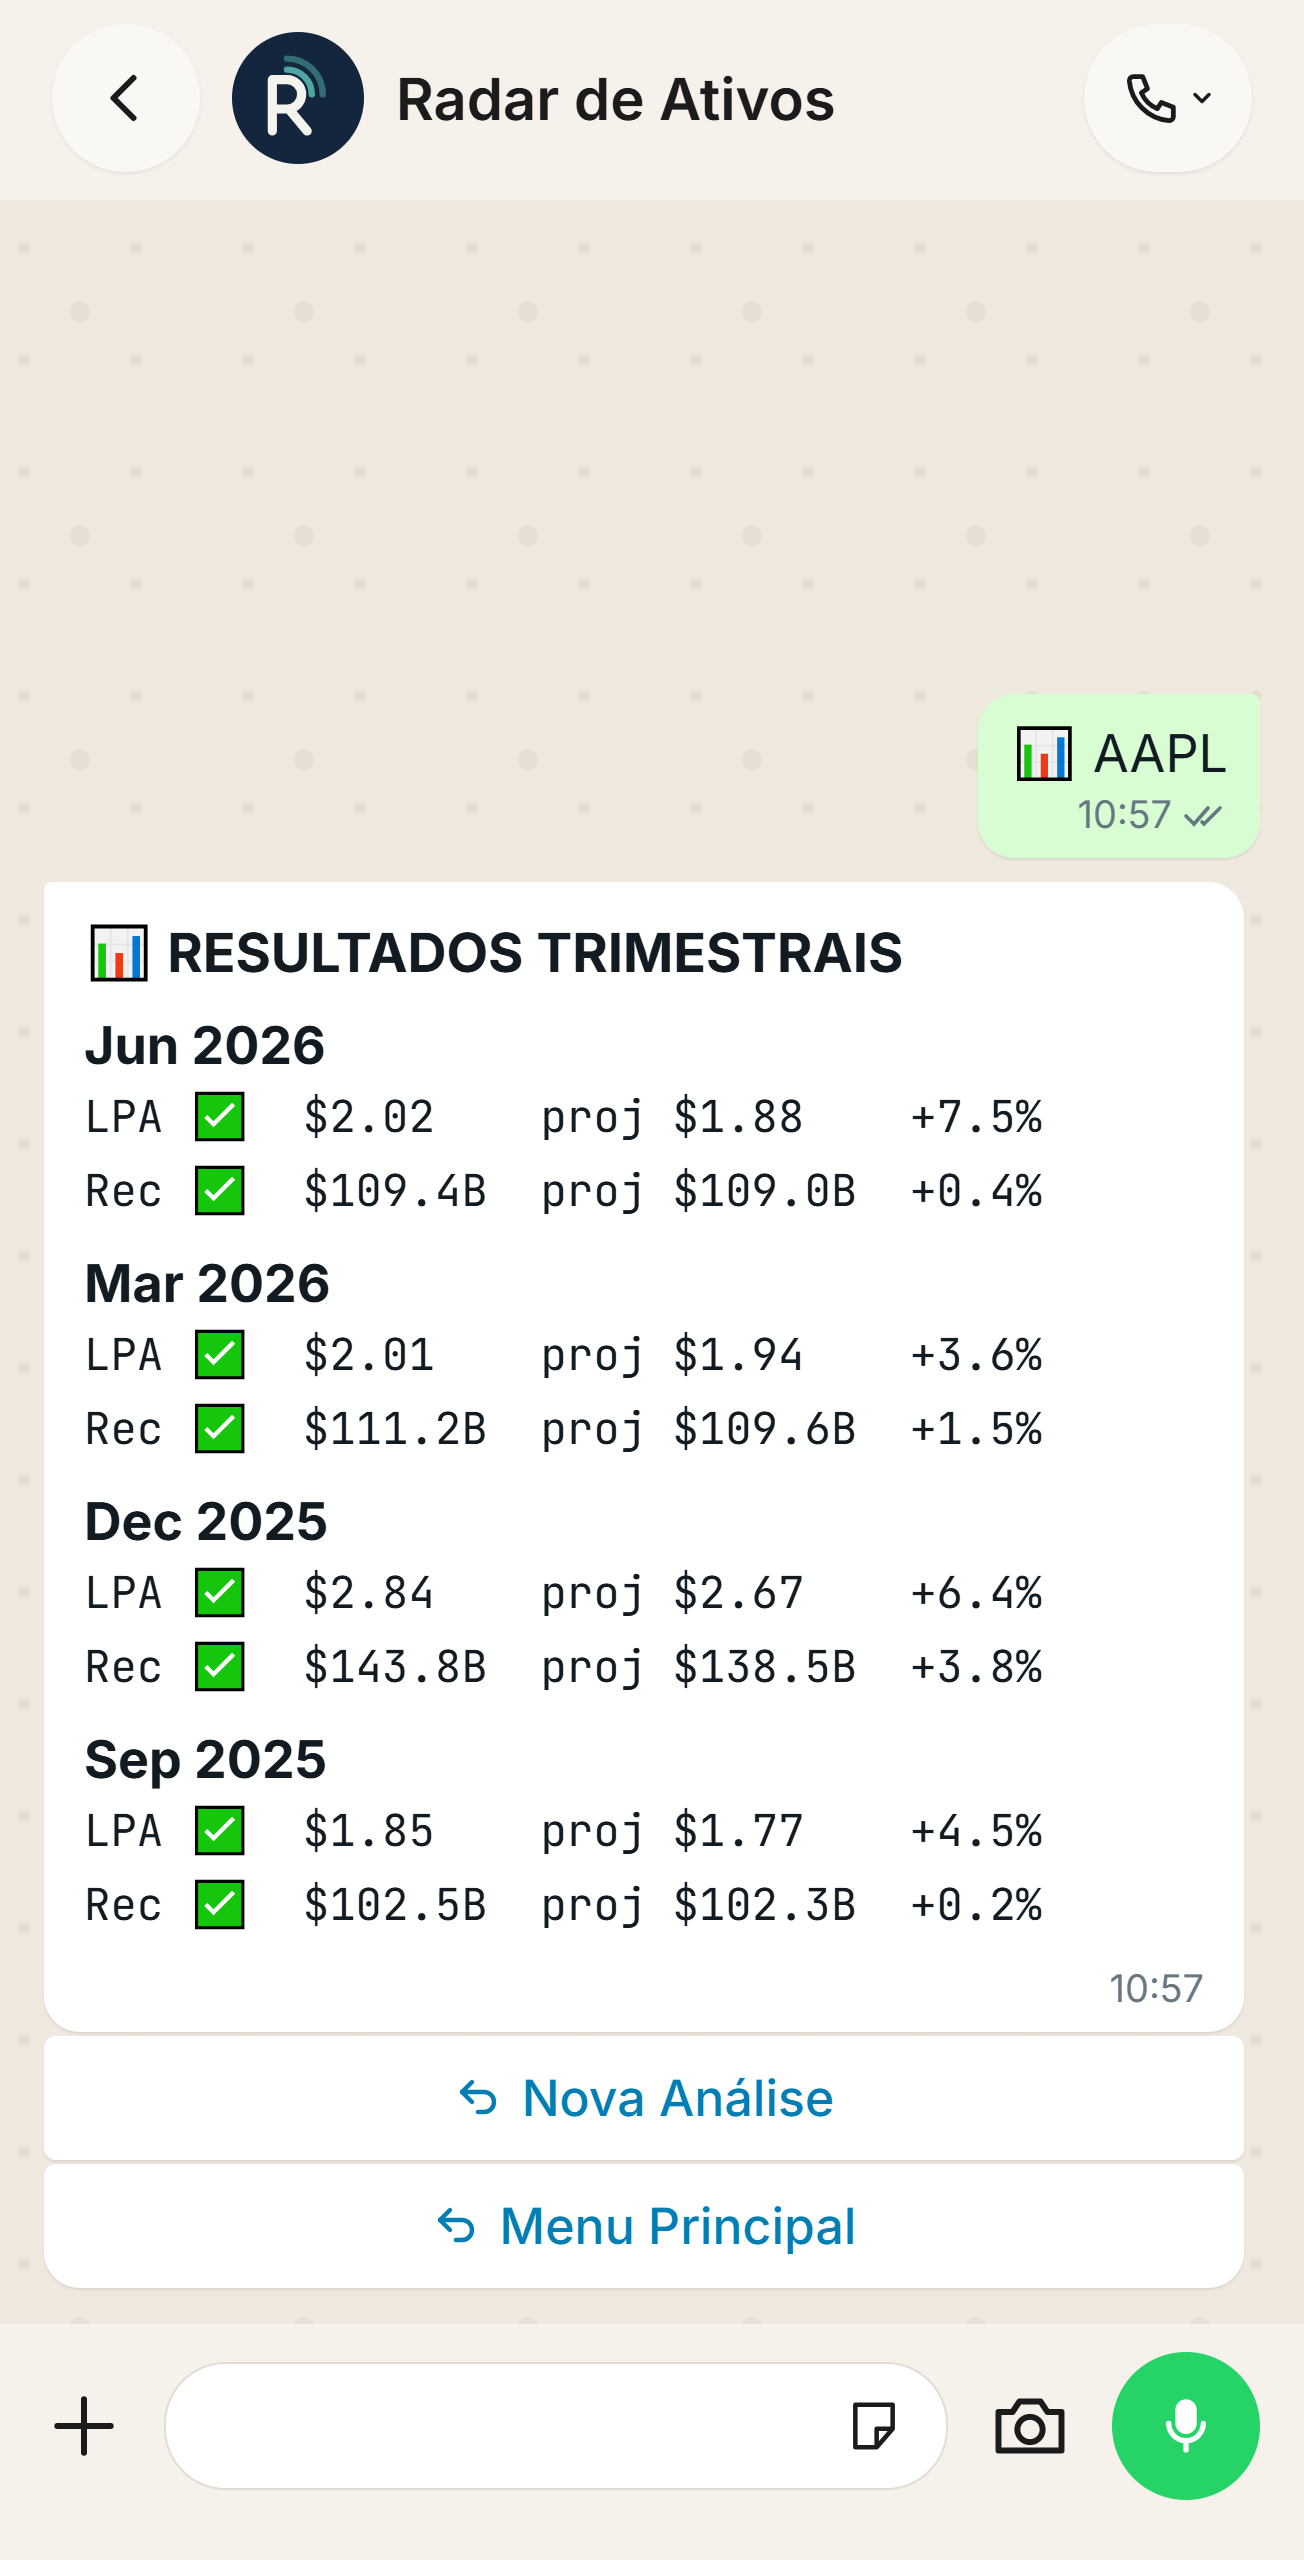 Radar de Ativos
📊 AAPL
10:57
📊 RESULTADOS TRIMESTRAIS
Jun 2026
LPA ✅ $2.02 proj $1.88 +7.5%
Rec ✅ $109.4B proj $109.0B +0.4%
Mar 2026
LPA ✅ $2.01 proj $1.94 +3.6%
Rec ✅ $111.2B proj $109.6B +1.5%
Dec 2025
LPA ✅ $2.84 proj $2.67 +6.4%
Rec ✅ $143.8B proj $138.5B +3.8%
Sep 2025
LPA ✅ $1.85 proj $1.77 +4.5%
Rec ✅ $102.5B proj $102.3B +0.2%
10:57
Nova Análise
Menu Principal